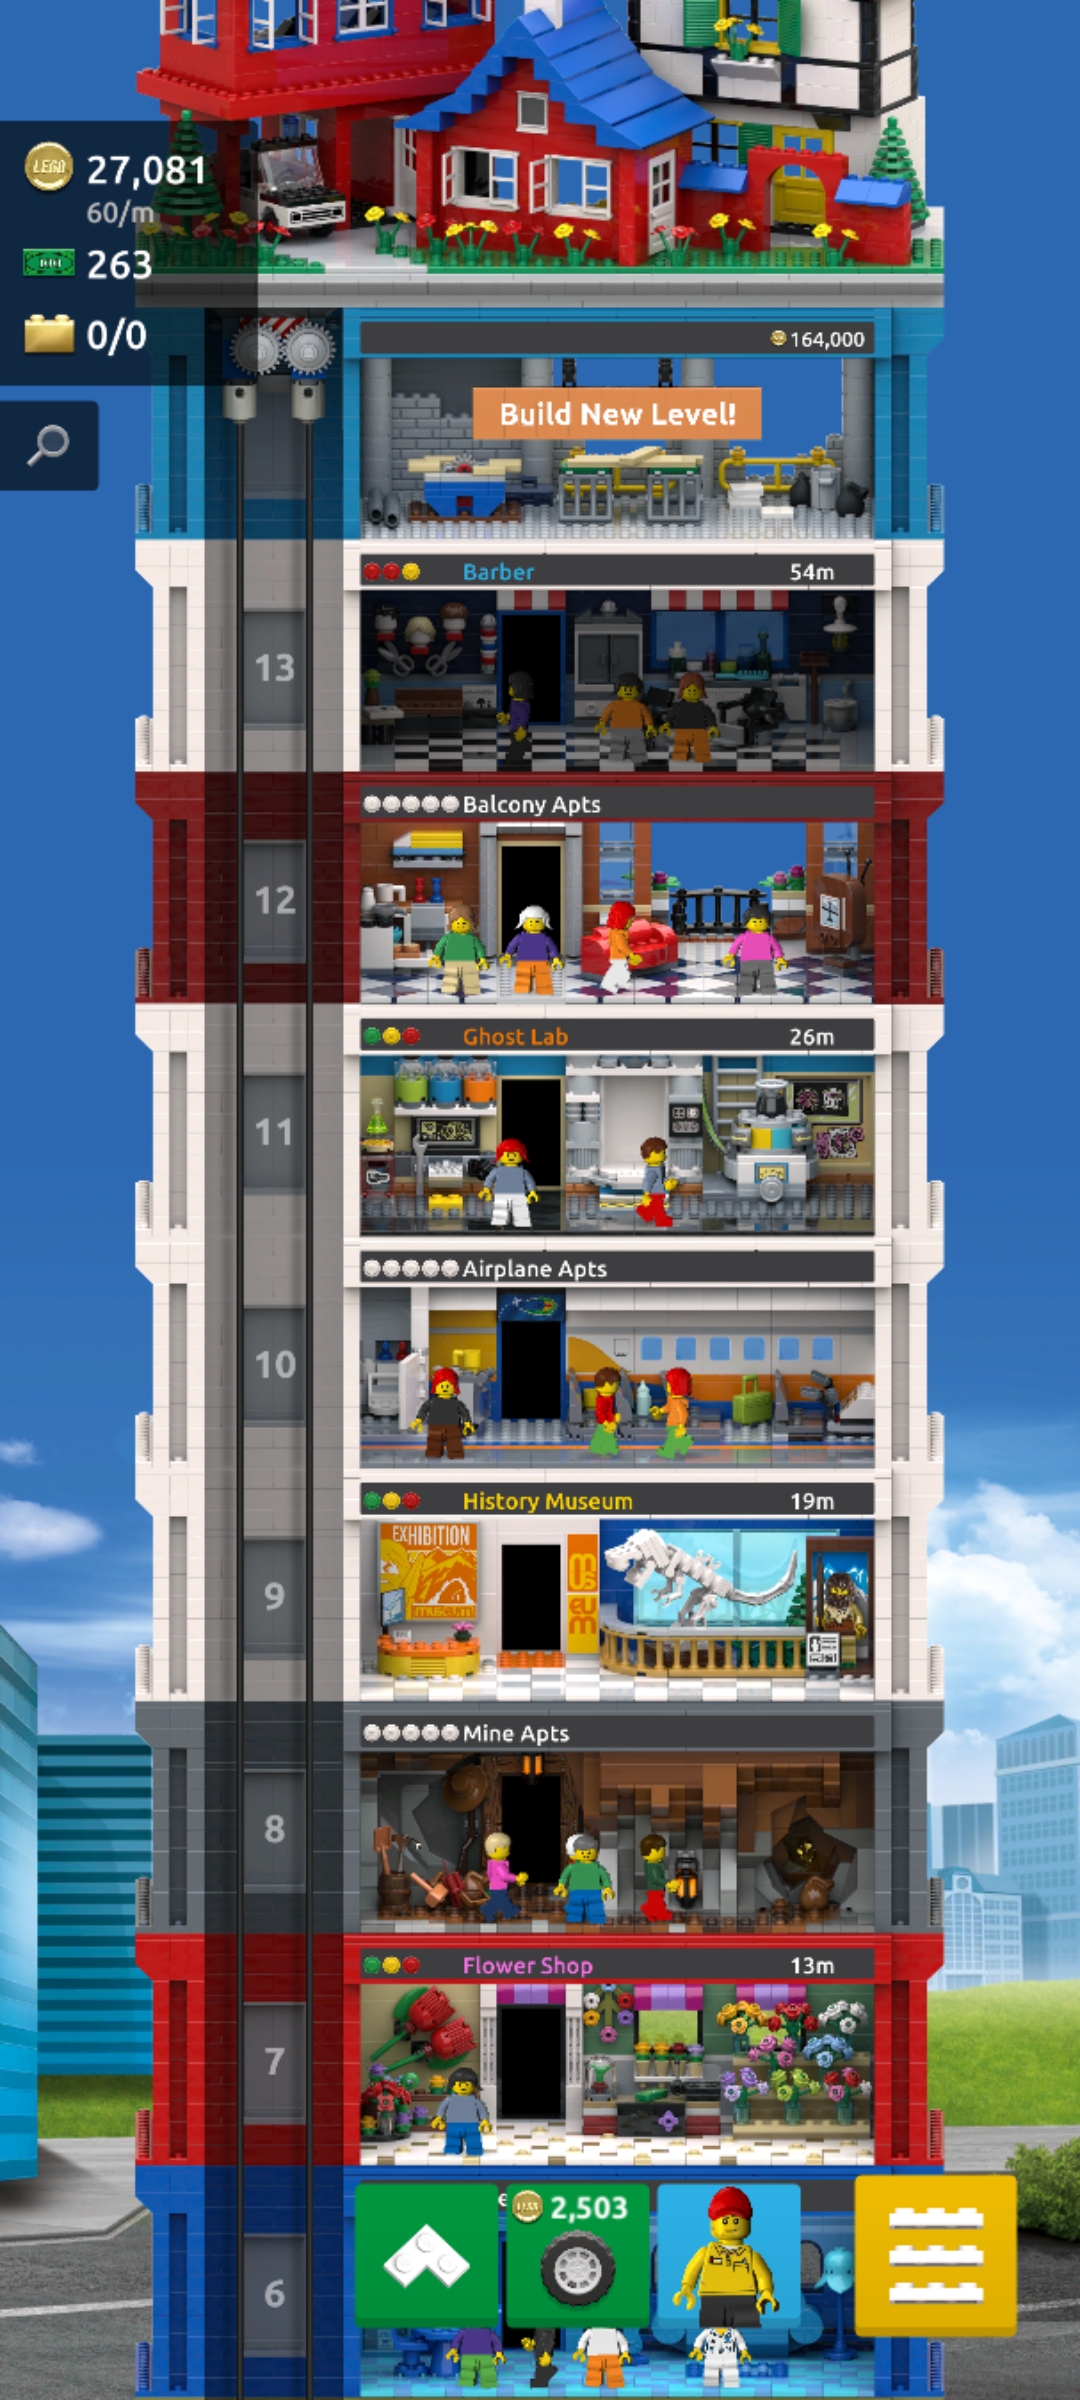 LEGO 27,081
60/m
263
0/0
164,000
Build New Level!
Barber 54m
13
Balcony Apts
12
Ghost Lab 26m
11
Airplane Apts
10
History Museum 19m
EXHIBITION
museum
mus
eum
9
Mine Apts
8
Flower Shop 13m
7
2,503
6